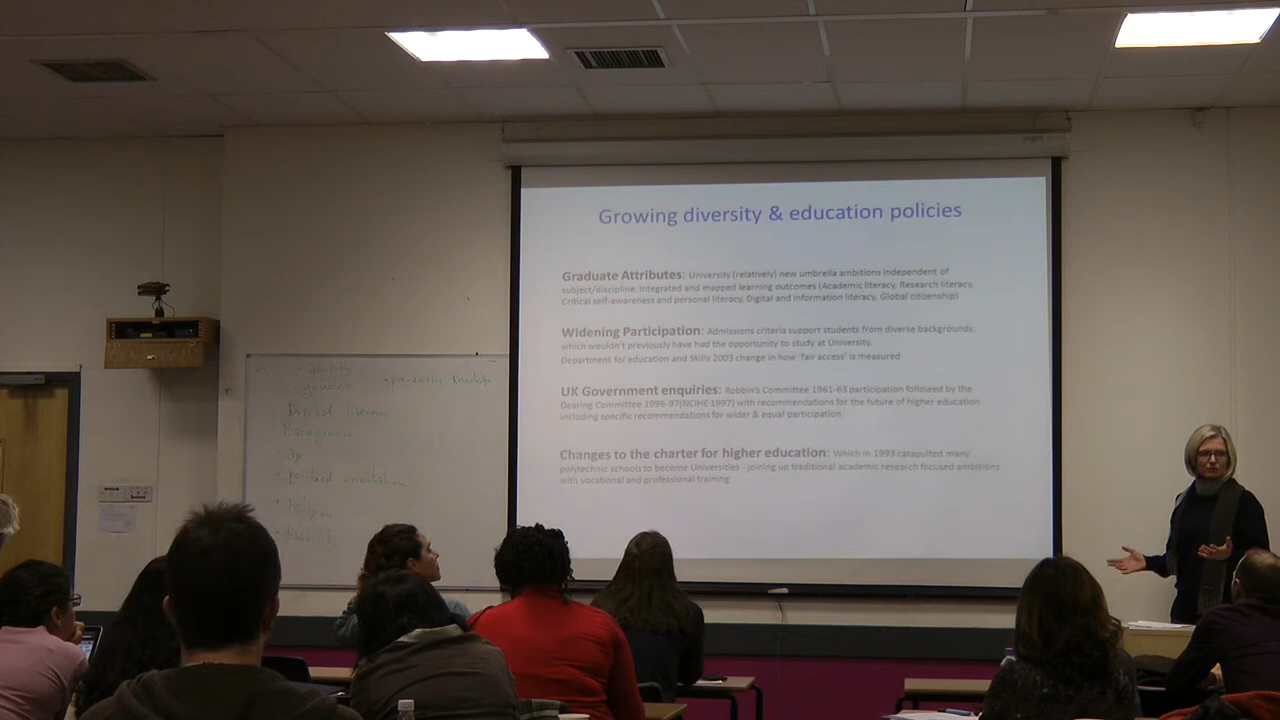 Growing diversity & education policies
Graduate Attributes: University (relatively) new umbrella ambitions independent of
subject/discipline. Integrated and mapped learning outcomes (Academic literacy, Research literacy,
Critical self-awareness and personal literacy, Digital and information literacy, Global citizenship)
Widening Participation: Admissions criteria support students from diverse backgrounds,
which wouldn't previously have had the opportunity to study at University.
Department for education and Skills 2003 change in how 'fair access' is measured
UK Government enquiries: Robbin's Committee 1961-63 participation followed by the
Dearing Committee 1996-97(NCIHE 1997) with recommendations for the future of higher education
including specific recommendations for wider & equal participation
Changes to the charter for higher education: Which in 1993 catapulted many
polytechnic schools to become Universities - joining up traditional academic research focused ambitions
with vocational and professional training
gender
Digital literacy
age
religion